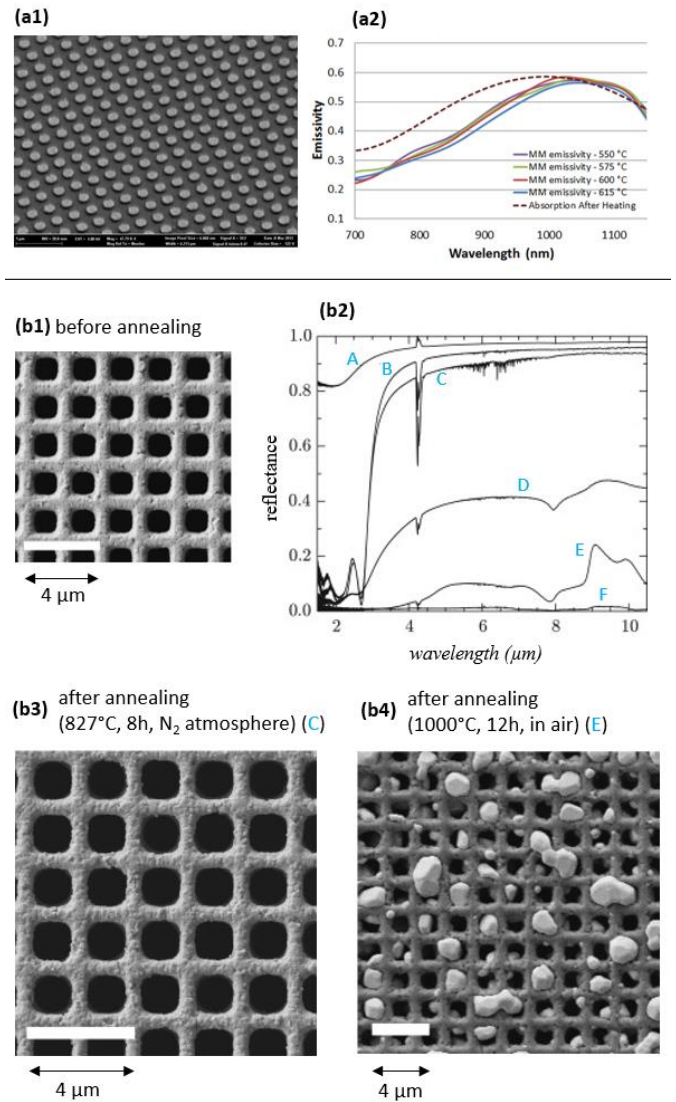 (a1)
(a2)
0.7
0.6
0.5
0.4
0.3
0.2
0.1
Emissivity
MM emissivity - 550 °C
MM emissivity - 575 °C
MM emissivity - 600 °C
MM emissivity - 615 °C
Absorption After Heating
700 800 900 1000 1100
Wavelength (nm)
(b1) before annealing
4 µm
(b2)
1.0
0.8
0.6
0.4
0.2
0.0
reflectance
A
B
C
D
E
F
2 4 6 8 10
wavelength (µm)
(b3) after annealing
(827°C, 8h, N₂ atmosphere) (C)
4 µm
(b4) after annealing
(1000°C, 12h, in air) (E)
4 µm